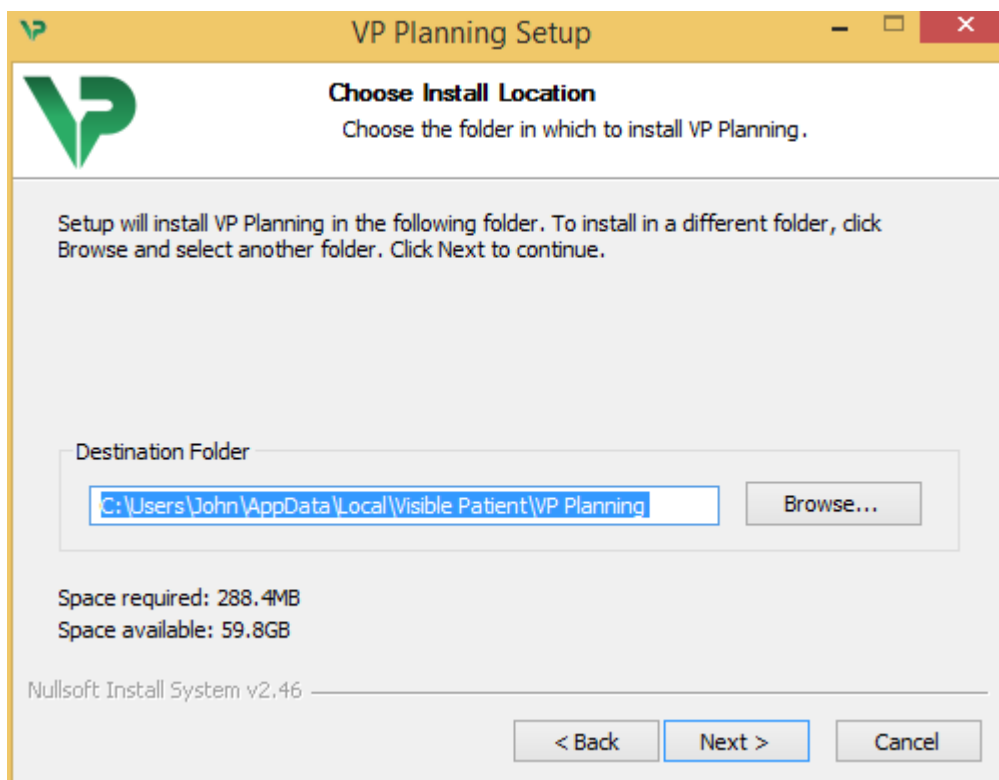 VP Planning Setup
VP
Choose Install Location
Choose the folder in which to install VP Planning.
Setup will install VP Planning in the following folder. To install in a different folder, click
Browse and select another folder. Click Next to continue.
Destination Folder
C:\Users\John\AppData\Local\Visible Patient\VP Planning
Browse...
Space required: 288.4MB
Space available: 59.8GB
Nullsoft Install System v2.46
< Back
Next >
Cancel